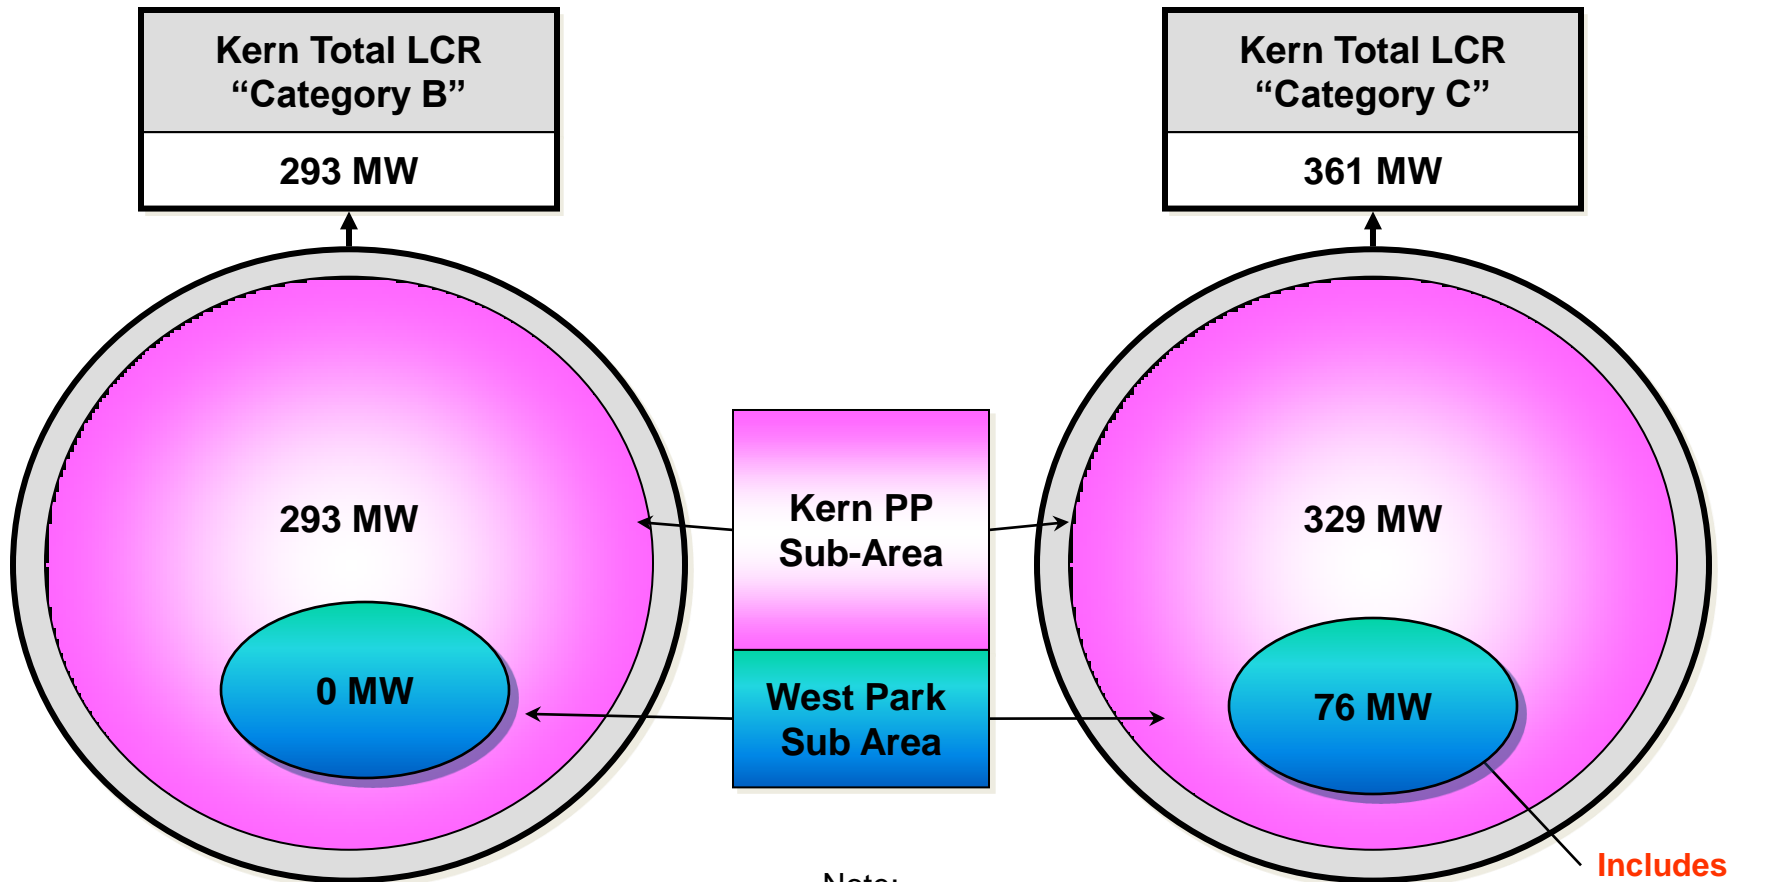 Kern Total LCR
“Category B”
293 MW
Kern Total LCR
“Category C”
361 MW
293 MW
0 MW
Kern PP
Sub-Area
West Park
Sub Area
329 MW
76 MW
Includes
Note: